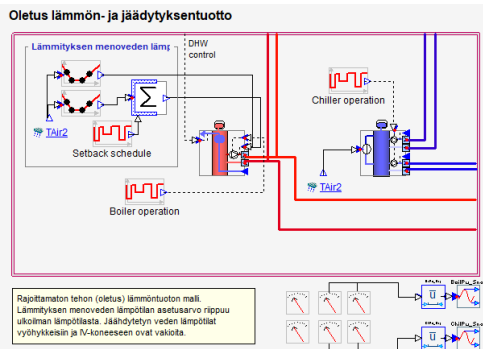 Oletus lämmön- ja jäädytyksentuotto
Lämmityksen menoveden lämp
DHW
control
TAir2
Setback schedule
Boiler operation
Chiller operation
TAir2
Rajoittamaton tehon (oletus) lämmöntuoton malli.
Lämmityksen menoveden lämpötilan asetusarvo riippuu
ulkoilman lämpötilasta. Jäähdytetyn veden lämpötilat
vyöhykkeisiin ja IV-koneeseen ovat vakioita.